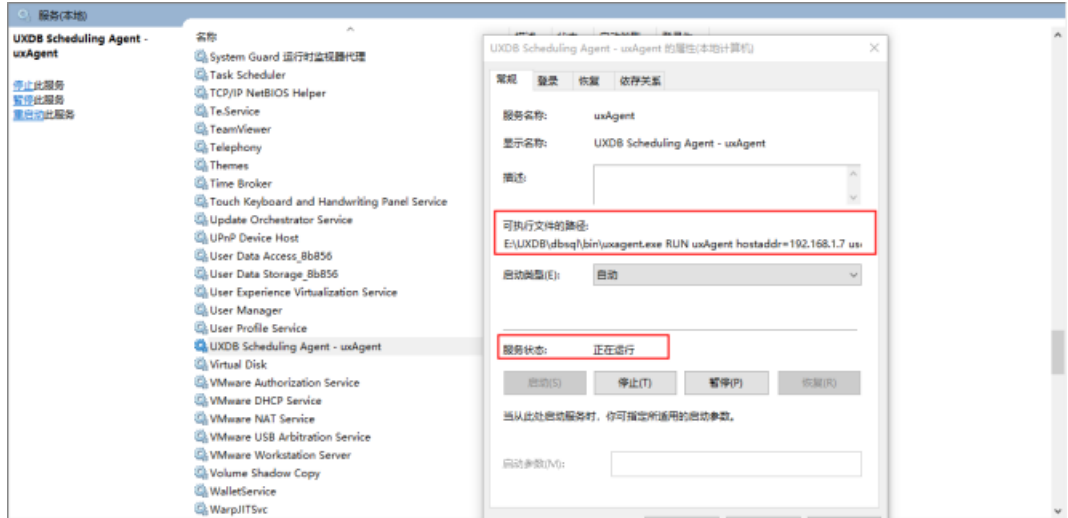 服务(本地)
UXDB Scheduling Agent -
uxAgent
停止此服务
暂停此服务
重启动此服务
名称
System Guard 运行时监视器代理
Task Scheduler
TCP/IP NetBIOS Helper
Te.Service
TeamViewer
Telephony
Themes
Time Broker
Touch Keyboard and Handwriting Panel Service
Update Orchestrator Service
UPnP Device Host
User Data Access_8b856
User Data Storage_8b856
User Experience Virtualization Service
User Manager
User Profile Service
UXDB Scheduling Agent - uxAgent
Virtual Disk
VMware Authorization Service
VMware DHCP Service
VMware NAT Service
VMware USB Arbitration Service
VMware Workstation Server
Volume Shadow Copy
WalletService
WarpJITSvc
UXDB Scheduling Agent - uxAgent 的属性(本地计算机)
常规 登录 恢复 依存关系
服务名称: uxAgent
显示名称: UXDB Scheduling Agent - uxAgent
描述:
可执行文件的路径:
E:\UXDB\dbsql\bin\uxagent.exe RUN uxAgent hostaddr=192.168.1.7 us
启动类型(E): 自动
服务状态: 正在运行
启动(S) 停止(T) 暂停(P) 恢复(R)
当从此处启动服务时，你可指定所适用的启动参数。
启动参数(M):